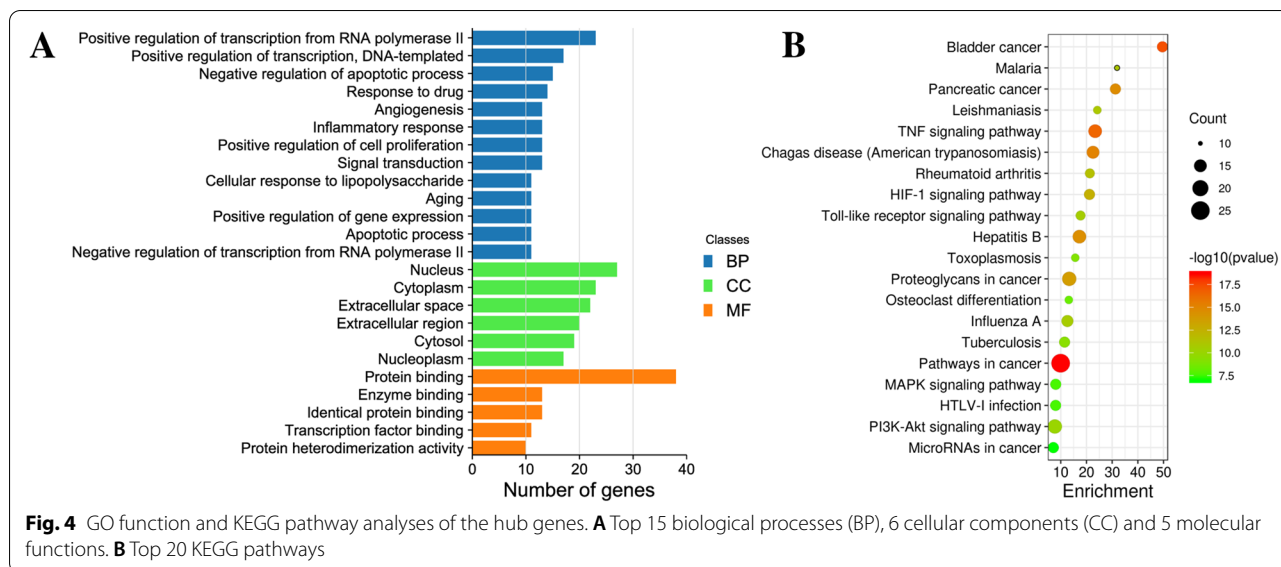 A
Positive regulation of transcription from RNA polymerase II
Positive regulation of transcription, DNA-templated
Negative regulation of apoptotic process
Response to drug
Angiogenesis
Inflammatory response
Positive regulation of cell proliferation
Signal transduction
Cellular response to lipopolysaccharide
Aging
Positive regulation of gene expression
Apoptotic process
Negative regulation of transcription from RNA polymerase II
Nucleus
Cytoplasm
Extracellular space
Extracellular region
Cytosol
Nucleoplasm
Protein binding
Enzyme binding
Identical protein binding
Transcription factor binding
Protein heterodimerization activity
0 10 20 30 40
Number of genes
Classes
BP
CC
MF
B
Bladder cancer
Malaria
Pancreatic cancer
Leishmaniasis
TNF signaling pathway
Chagas disease (American trypanosomiasis)
Rheumatoid arthritis
HIF-1 signaling pathway
Toll-like receptor signaling pathway
Hepatitis B
Toxoplasmosis
Proteoglycans in cancer
Osteoclast differentiation
Influenza A
Tuberculosis
Pathways in cancer
MAPK signaling pathway
HTLV-I infection
PI3K-Akt signaling pathway
MicroRNAs in cancer
10 20 30 40 50
Enrichment
Count
10
15
20
25
-log10(pvalue)
17.5
15.0
12.5
10.0
7.5
Fig. 4 GO function and KEGG pathway analyses of the hub genes. A Top 15 biological processes (BP), 6 cellular components (CC) and 5 molecular
functions. B Top 20 KEGG pathways